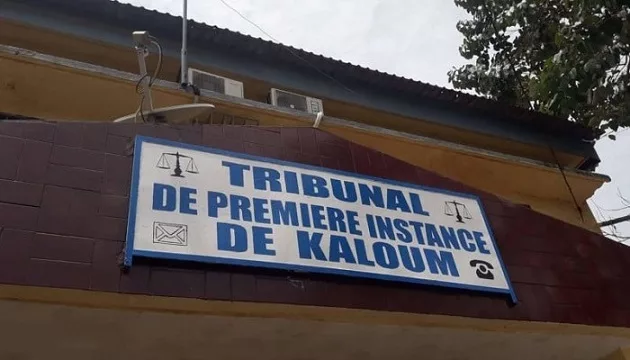 TRIBUNAL
DE PREMIERE INSTANCE
DE KALOUM